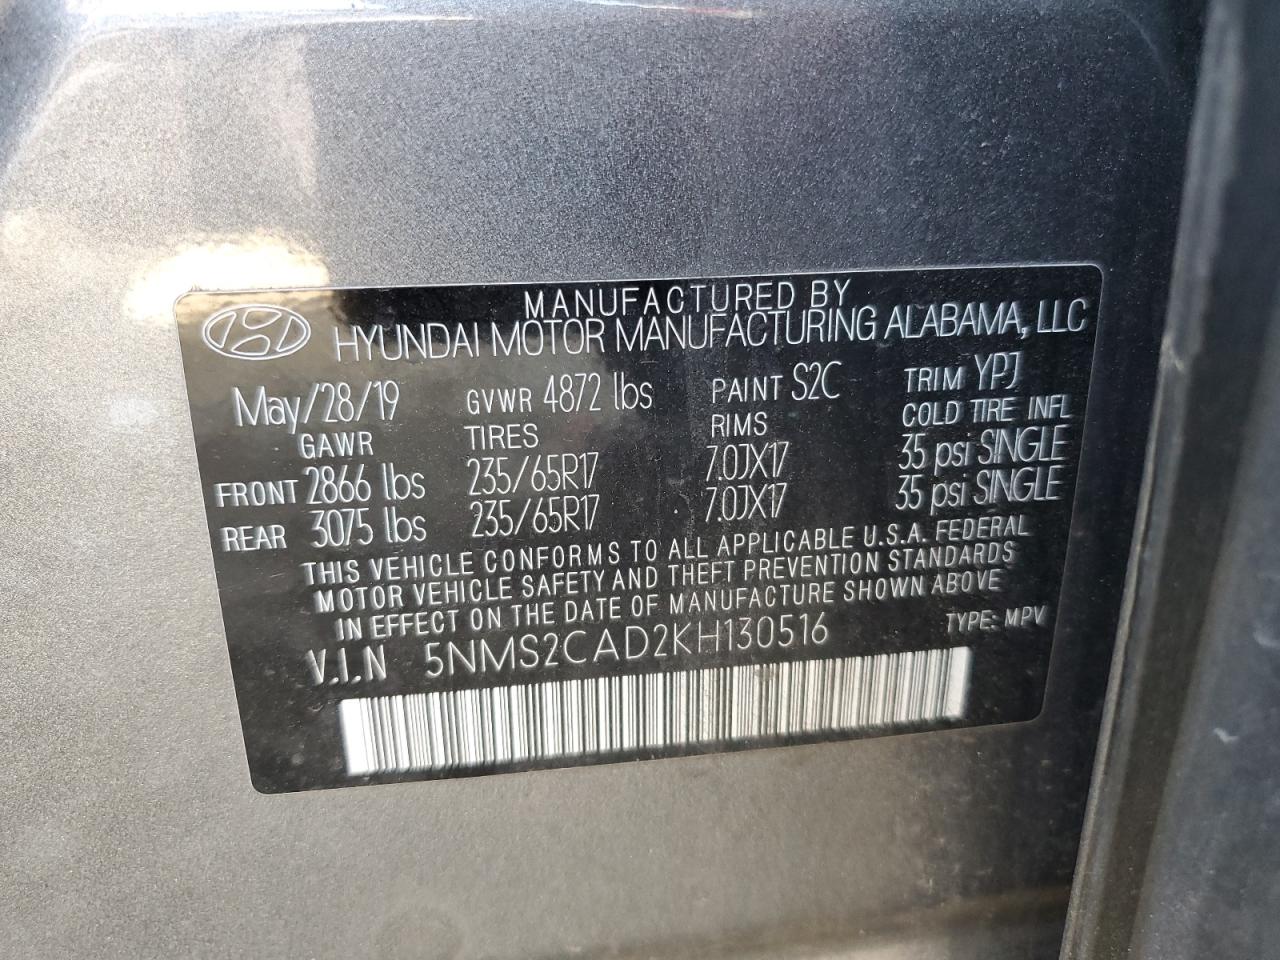 MANUFACTURED BY
HYUNDAI MOTOR MANUFACTURING ALABAMA, LLC
May/28/19 GVWR 4872 lbs PAINT S2C TRIM YPJ
GAWR TIRES RIMS COLD TIRE INFL
FRONT 2866 lbs 235/65R17 7.0JX17 35 psi SINGLE
REAR 3075 lbs 235/65R17 7.0JX17 35 psi SINGLE
THIS VEHICLE CONFORMS TO ALL APPLICABLE U.S.A. FEDERAL
MOTOR VEHICLE SAFETY AND THEFT PREVENTION STANDARDS
IN EFFECT ON THE DATE OF MANUFACTURE SHOWN ABOVE
V.I.N 5NMS2CAD2KH130516 TYPE: MPV